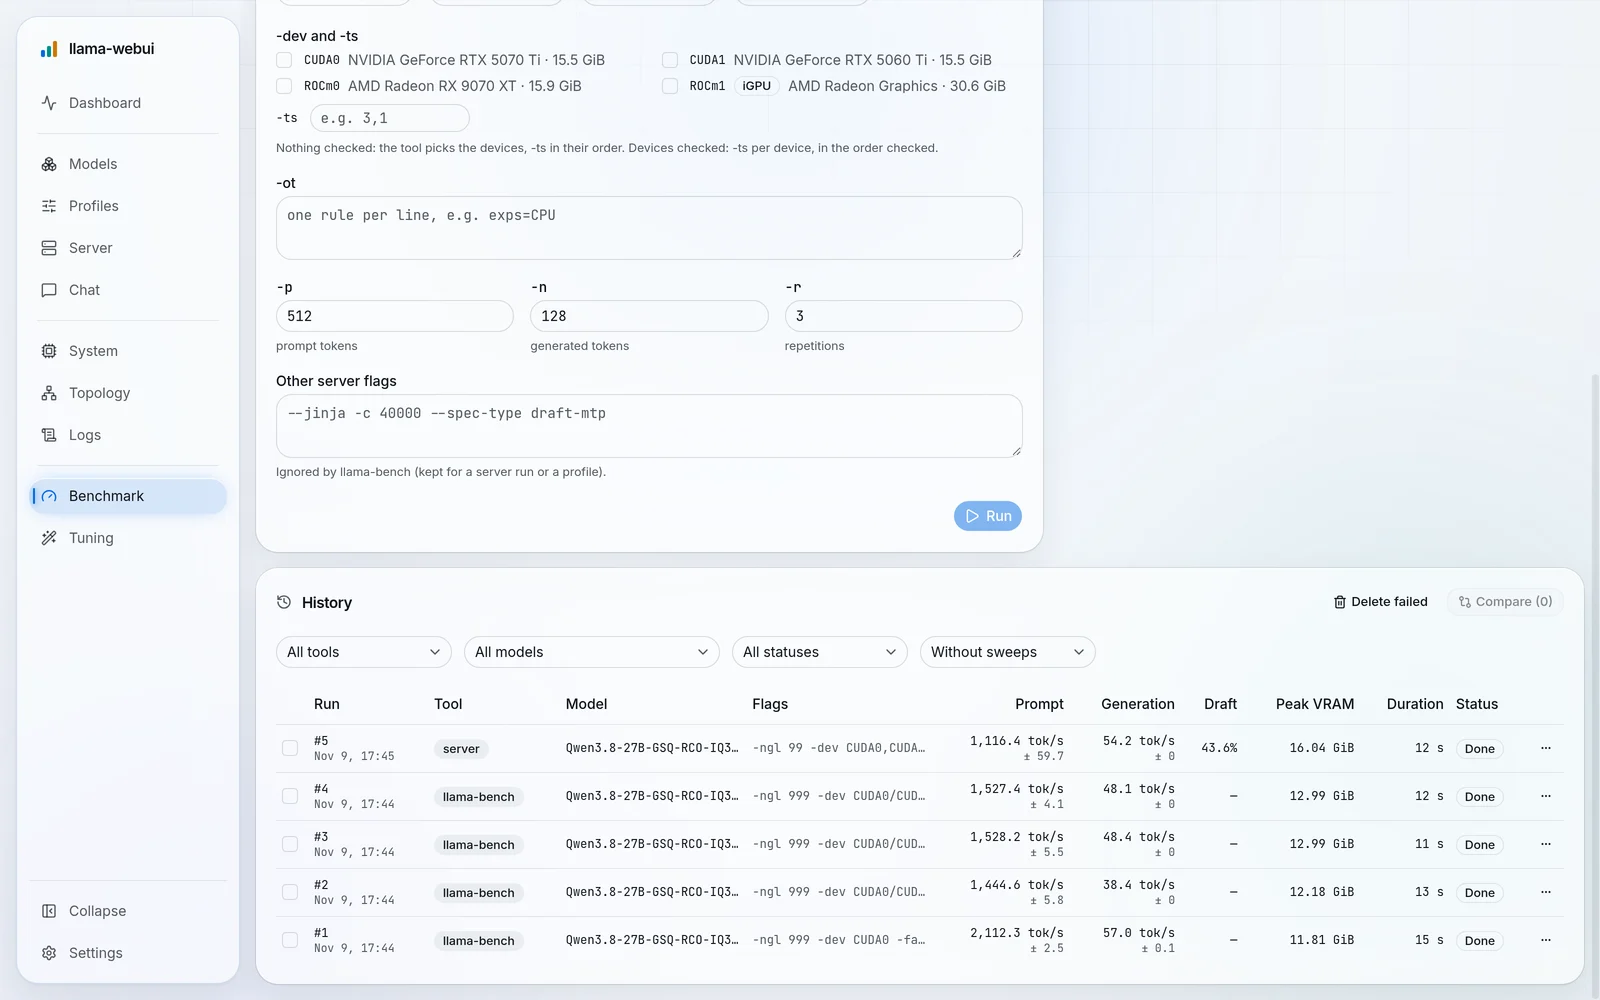 llama-webui
Dashboard
Models
Profiles
Server
Chat
System
Topology
Logs
Benchmark
Tuning
Collapse
Settings
-dev and -ts
CUDA0 NVIDIA GeForce RTX 5070 Ti · 15.5 GiB
CUDA1 NVIDIA GeForce RTX 5060 Ti · 15.5 GiB
ROCm0 AMD Radeon RX 9070 XT · 15.9 GiB
ROCm1 iGPU AMD Radeon Graphics · 30.6 GiB
-ts e.g. 3,1
Nothing checked: the tool picks the devices, -ts in their order. Devices checked: -ts per device, in the order checked.
-ot
one rule per line, e.g. exps=CPU
-p -n -r
512 128 3
prompt tokens generated tokens repetitions
Other server flags
--jinja -c 40000 --spec-type draft-mtp
Ignored by llama-bench (kept for a server run or a profile).
Run
History
Delete failed Compare (0)
All tools All models All statuses Without sweeps
Run Tool Model Flags Prompt Generation Draft Peak VRAM Duration Status
#5 server Qwen3.8-27B-GSQ-RCO-IQ3… -ngl 99 -dev CUDA0,CUDA… 1,116.4 tok/s 54.2 tok/s 43.6% 16.04 GiB 12 s Done ...
Nov 9, 17:45 ± 59.7 ± 0
#4 llama-bench Qwen3.8-27B-GSQ-RCO-IQ3… -ngl 999 -dev CUDA0/CUD… 1,527.4 tok/s 48.1 tok/s – 12.99 GiB 12 s Done ...
Nov 9, 17:44 ± 4.1 ± 0
#3 llama-bench Qwen3.8-27B-GSQ-RCO-IQ3… -ngl 999 -dev CUDA0/CUD… 1,528.2 tok/s 48.4 tok/s – 12.99 GiB 11 s Done ...
Nov 9, 17:44 ± 5.5 ± 0
#2 llama-bench Qwen3.8-27B-GSQ-RCO-IQ3… -ngl 999 -dev CUDA0/CUD… 1,444.6 tok/s 38.4 tok/s – 12.18 GiB 13 s Done ...
Nov 9, 17:44 ± 5.8 ± 0
#1 llama-bench Qwen3.8-27B-GSQ-RCO-IQ3… -ngl 999 -dev CUDA0 -fa… 2,112.3 tok/s 57.0 tok/s – 11.81 GiB 15 s Done ...
Nov 9, 17:44 ± 2.5 ± 0.1